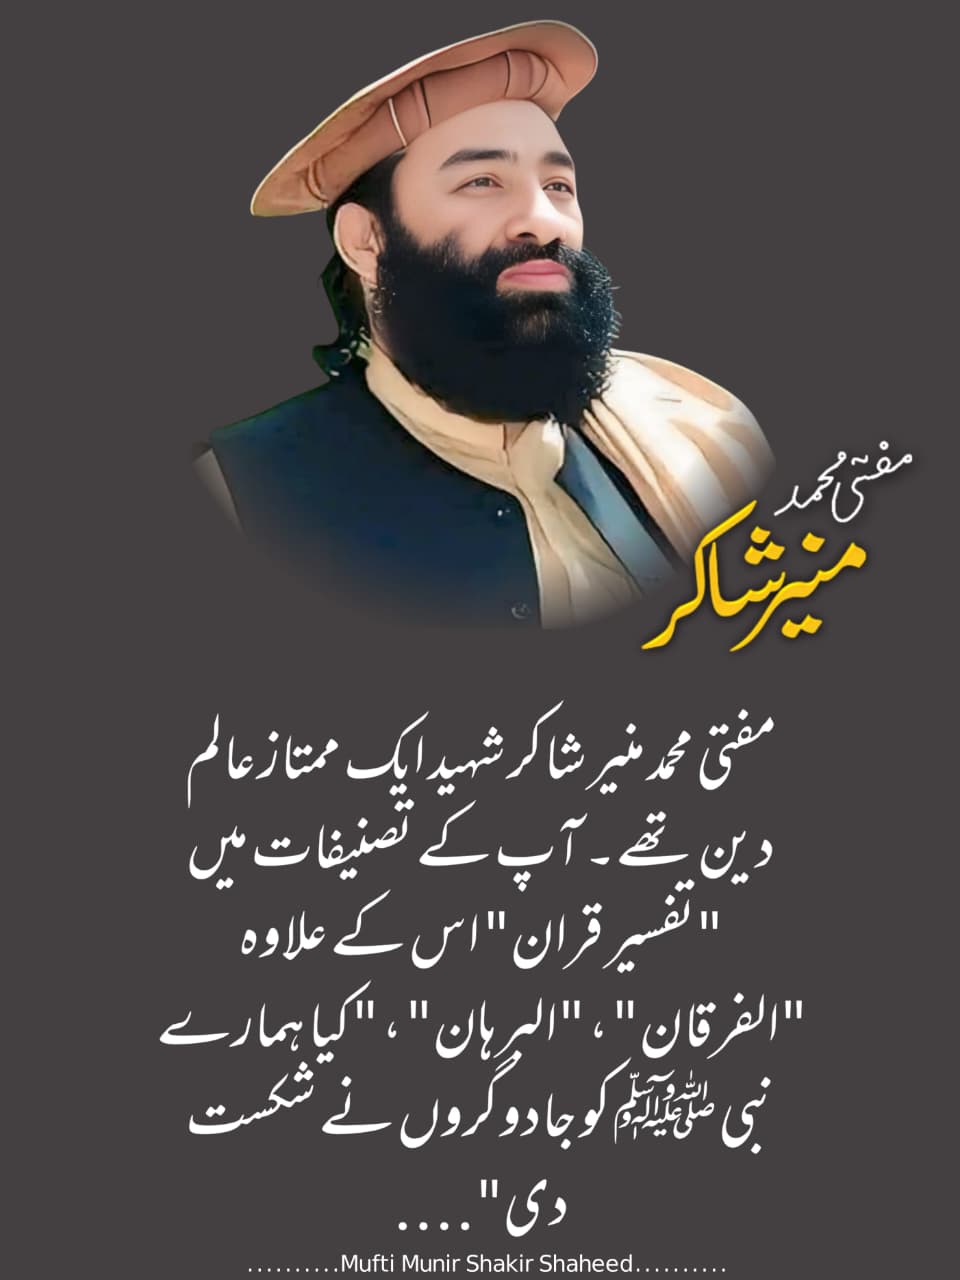 مفتی محمد
منیر شاکر
مفتی محمد منیر شاکر شہید ایک ممتاز عالم
دین تھے۔ آپ کے تصنیفات میں
"تفسیر قران" اس کے علاوہ
"الفرقان"، "البرہان"، "کیا ہمارے
نبی ﷺ کو جادوگروں نے شکست
دی"....
..........Mufti Munir Shakir Shaheed..........